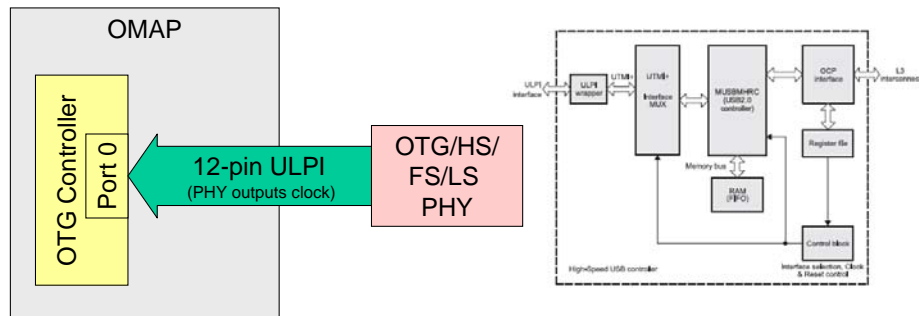 OMAP
OTG Controller
Port 0
12-pin ULPI
(PHY outputs clock)
OTG/HS/
FS/LS
PHY
ULPI
interface
ULPI
wrapper
UTMI+
UTMI+
Interface
MUX
MUSBMHRC
(USB2.0
controller)
OCP
interface
L3
interconnect
Memory bus
RAM
(FIFO)
Register file
Control block
High-Speed USB controller
Interface selection, Clock
& Reset control